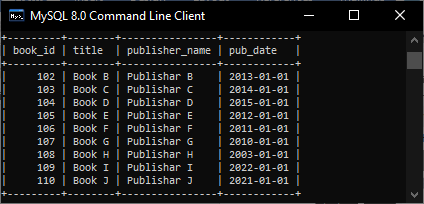 MySQL 8.0 Command Line Client
+---------+--------+----------------+------------+
| book_id | title  | publisher_name | pub_date   |
+---------+--------+----------------+------------+
|     102 | Book B | Publishar B    | 2013-01-01 |
|     103 | Book C | Publishar C    | 2014-01-01 |
|     104 | Book D | Publishar D    | 2015-01-01 |
|     105 | Book E | Publishar E    | 2012-01-01 |
|     106 | Book F | Publishar F    | 2011-01-01 |
|     107 | Book G | Publishar G    | 2010-01-01 |
|     108 | Book H | Publishar H    | 2003-01-01 |
|     109 | Book I | Publishar I    | 2022-01-01 |
|     110 | Book J | Publishar J    | 2021-01-01 |
+---------+--------+----------------+------------+